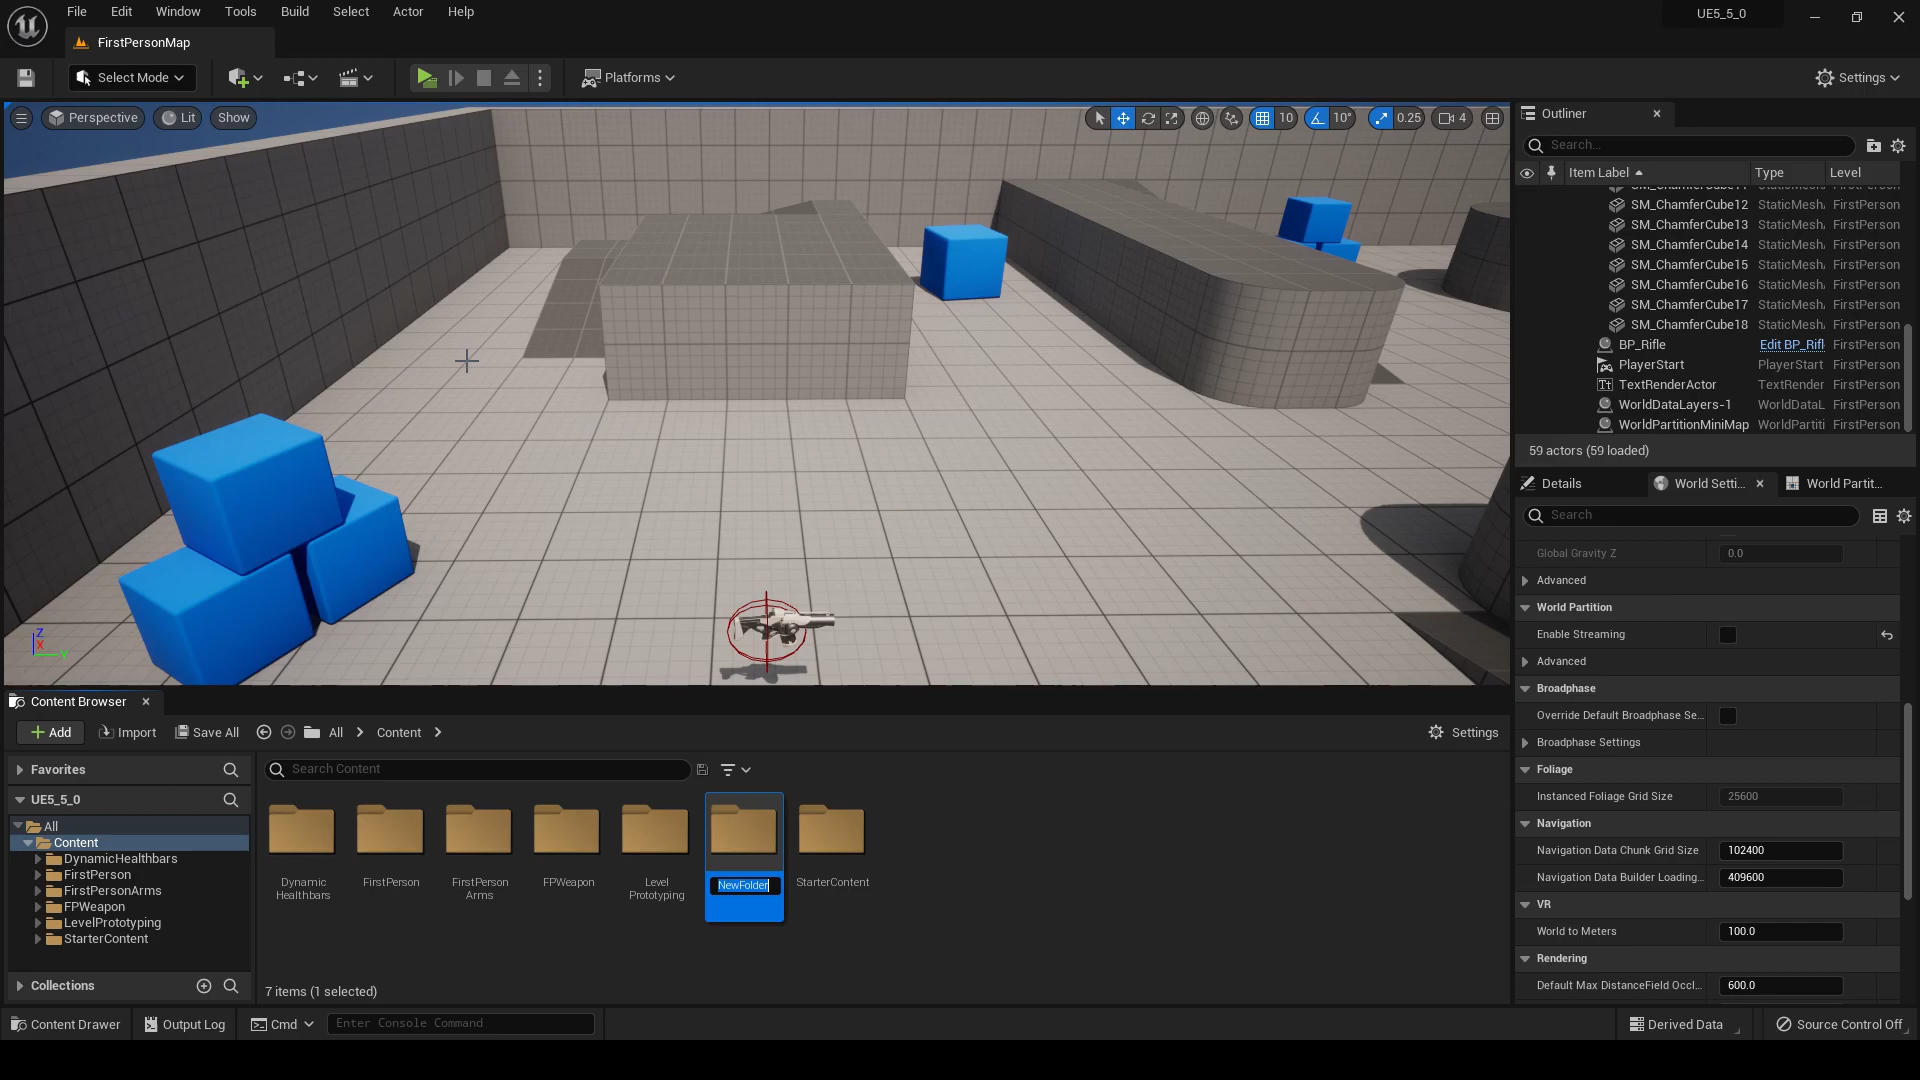 File Edit Window Tools Build Select Actor Help
UE5_5_0
FirstPersonMap
Select Mode
Platforms
Settings
Perspective Lit Show
10 10° 0.25 4
Outliner
Search...
Item Label Type Level
SM_ChamferCube12 StaticMesh FirstPerson
SM_ChamferCube13 StaticMesh FirstPerson
SM_ChamferCube14 StaticMesh FirstPerson
SM_ChamferCube15 StaticMesh FirstPerson
SM_ChamferCube16 StaticMesh FirstPerson
SM_ChamferCube17 StaticMesh FirstPerson
SM_ChamferCube18 StaticMesh FirstPerson
BP_Rifle Edit BP_Rifl FirstPerson
PlayerStart PlayerStart FirstPerson
TextRenderActor TextRender FirstPerson
WorldDataLayers-1 WorldDataL FirstPerson
WorldPartitionMiniMap WorldPartiti FirstPerson
59 actors (59 loaded)
Details World Setti... World Partit...
Search
Global Gravity Z 0.0
Advanced
World Partition
Enable Streaming
Advanced
Broadphase
Override Default Broadphase Se...
Broadphase Settings
Foliage
Instanced Foliage Grid Size 25600
Navigation
Navigation Data Chunk Grid Size 102400
Navigation Data Builder Loading... 409600
VR
World to Meters 100.0
Rendering
Default Max DistanceField Occl... 600.0
Z
X
Y
Content Browser
Add Import Save All All Content Settings
Favorites
UE5_5_0
All
Content
DynamicHealthbars
FirstPerson
FirstPersonArms
FPWeapon
LevelPrototyping
StarterContent
Collections
Search Content
Dynamic
Healthbars
FirstPerson
FirstPerson
Arms
FPWeapon
Level
Prototyping
NewFolder
StarterContent
7 items (1 selected)
Content Drawer Output Log Cmd Enter Console Command Derived Data Source Control Off